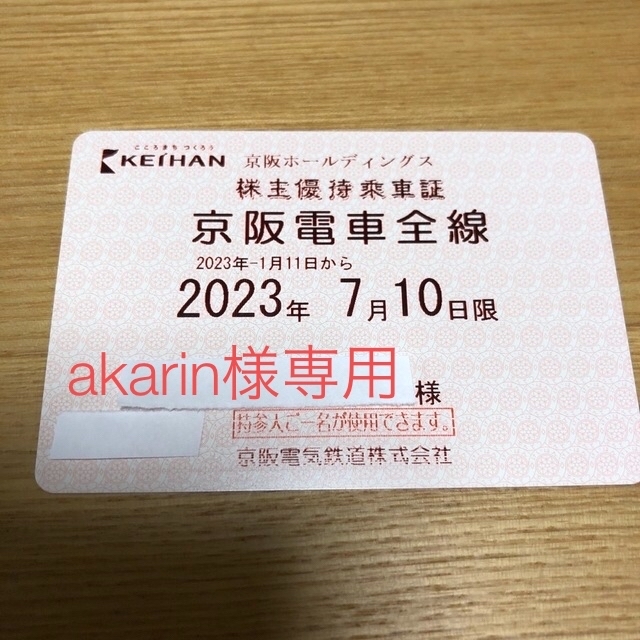 こころまち つくろう
KEIHAN 京阪ホールディングス
株主優待乗車証
京阪電車全線
2023年-1月11日から
2023年 7月10日限
akarin様専用
様
持参人ご一名が使用できます。
京阪電気鉄道株式会社